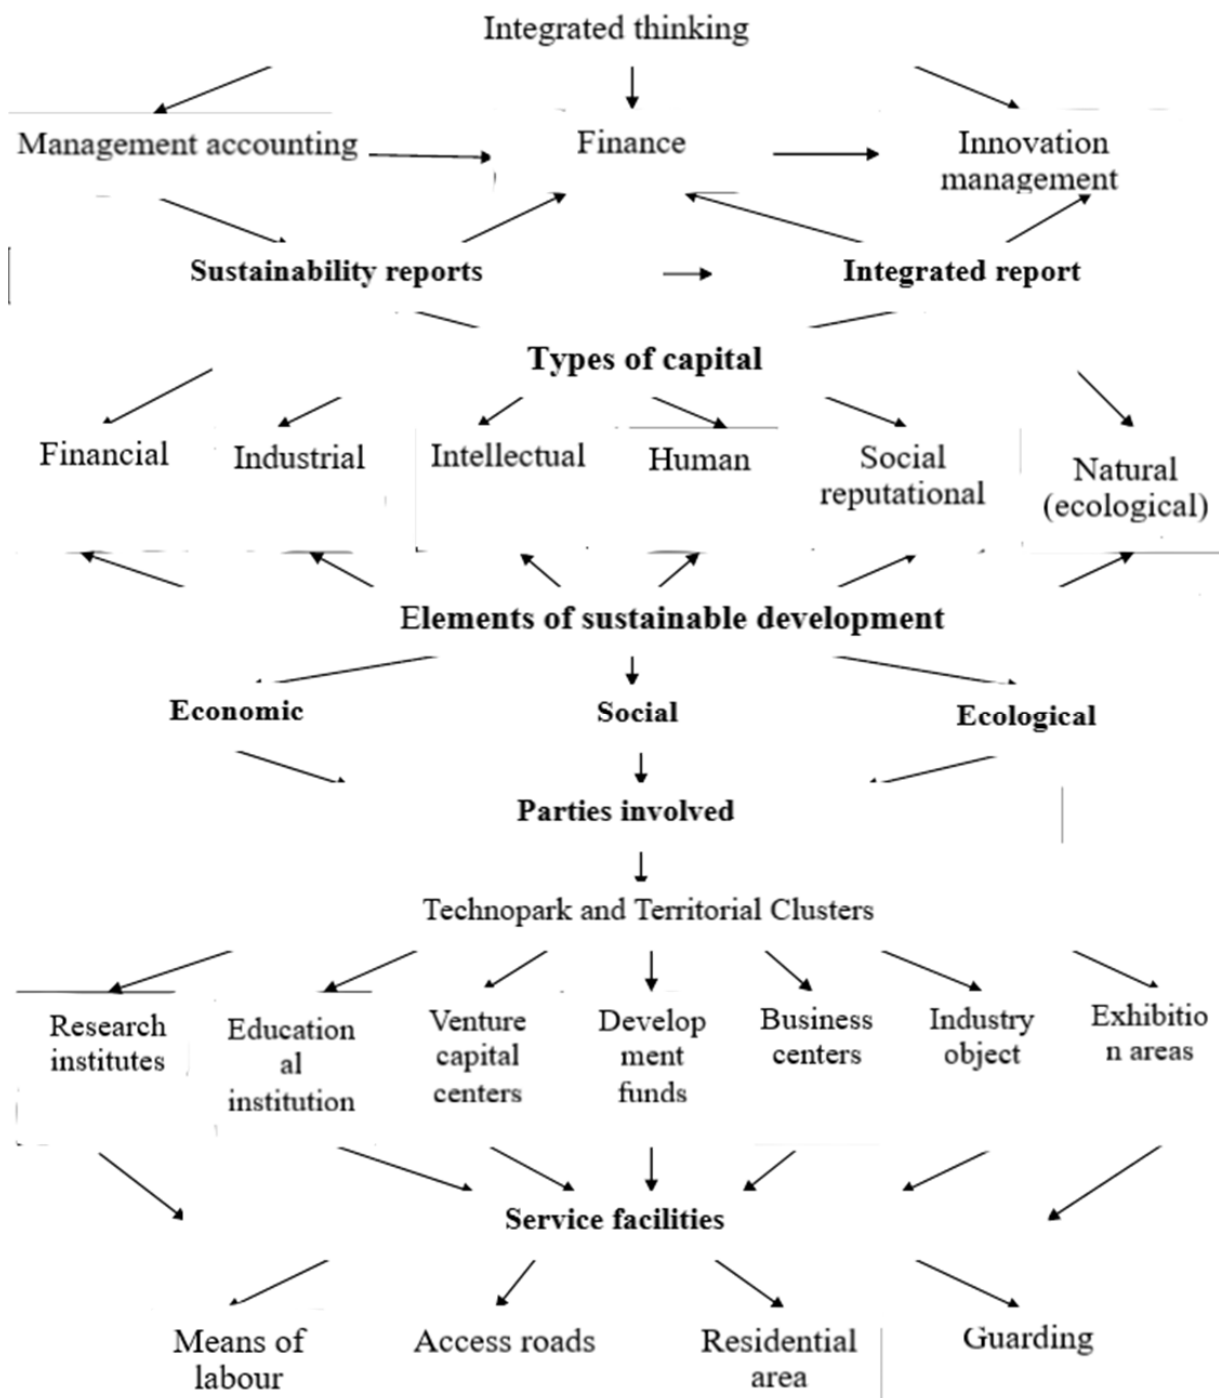 Integrated thinking
Management accounting
Finance
Innovation
management
Sustainability reports
Integrated report
Types of capital
Financial
Industrial
Intellectual
Human
Social
reputational
Natural
(ecological)
Elements of sustainable development
Economic
Social
Ecological
Parties involved
Technopark and Territorial Clusters
Research
institutes
Education
al
institution
Venture
capital
centers
Develop
ment
funds
Business
centers
Industry
object
Exhibitio
n areas
Service facilities
Means of
labour
Access roads
Residential
area
Guarding